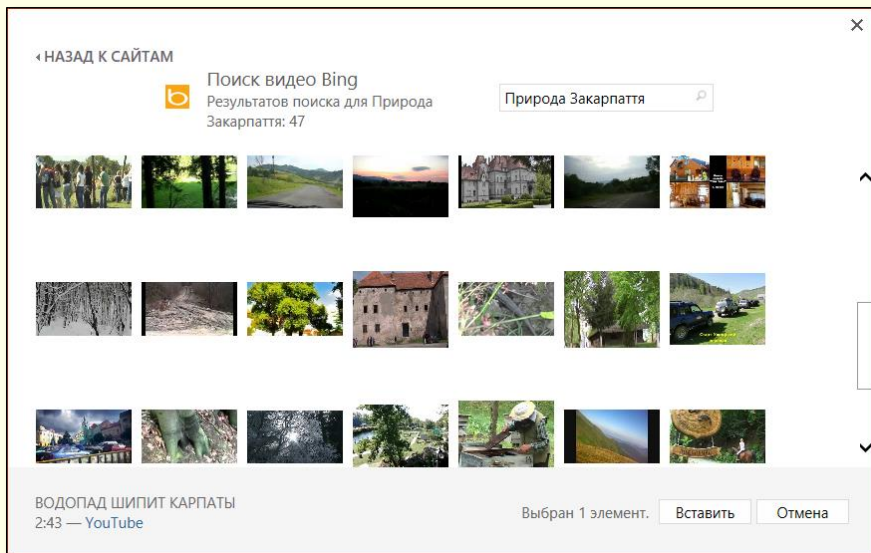 НАЗАД К САЙТАМ
Поиск видео Bing
Результатов поиска для Природа
Закарпаття: 47
Природа Закарпаття
ВОДОПАД ШИПИТ КАРПАТЫ
2:43 — YouTube
Выбран 1 элемент.
Вставить
Отмена